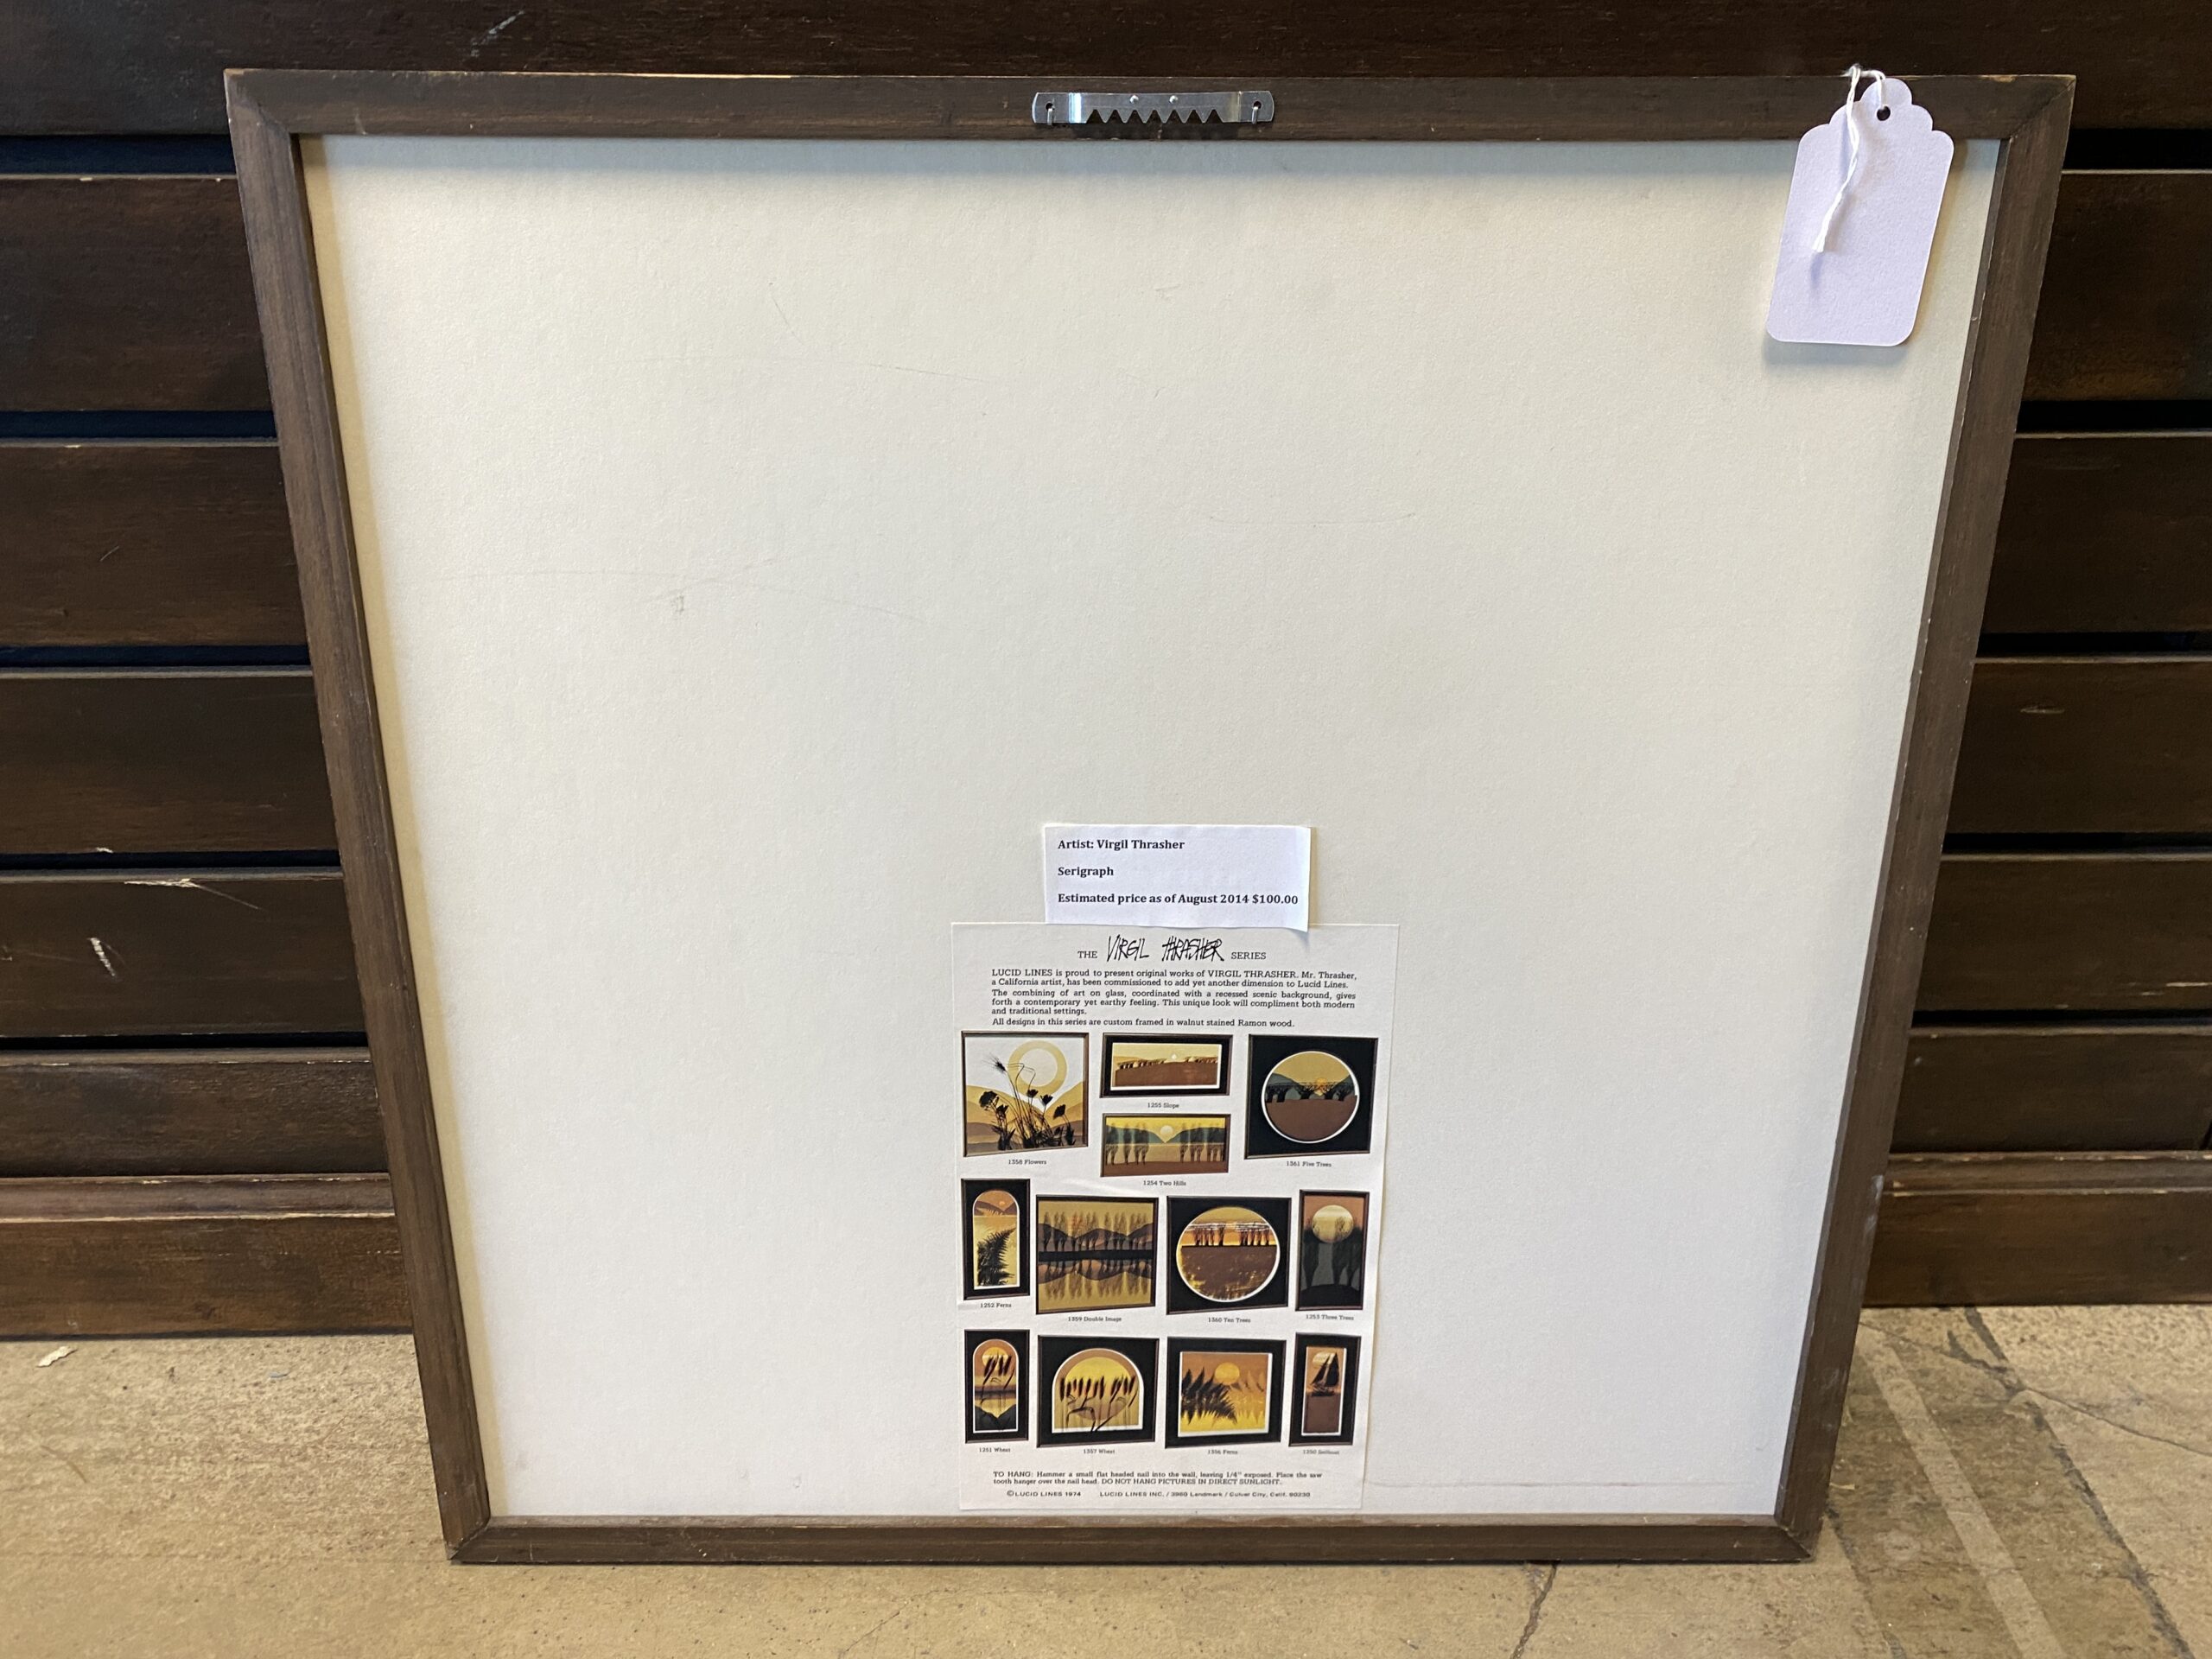 Artist: Virgil Thrasher
Serigraph
Estimated price as of August 2014 $100.00
THE VIRGIL THRASHER SERIES
LUCID LINES is proud to present original works of VIRGIL THRASHER. Mr. Thrasher,
a California artist, has been commissioned to add yet another dimension to Lucid Lines.
The combining of art on glass, coordinated with a recessed scenic background, gives
forth a contemporary yet earthy feeling. This unique look will compliment both modern
and traditional settings.
All designs in this series are custom framed in walnut stained Ramon wood.
1358 Flowers
1255 Slope
1254 Two Hills
1361 Five Trees
1252 Ferns
1359 Double Image
1360 Ten Trees
1253 Three Trees
1251 Wheat
1357 Wheat
1356 Ferns
1250 Sailboat
TO HANG: Hammer a small flat headed nail into the wall, leaving 1/4" exposed. Place the saw
tooth hanger over the nail head. DO NOT HANG PICTURES IN DIRECT SUNLIGHT.
©LUCID LINES 1974 LUCID LINES INC. / 3960 Landmark / Culver City, Calif. 90230